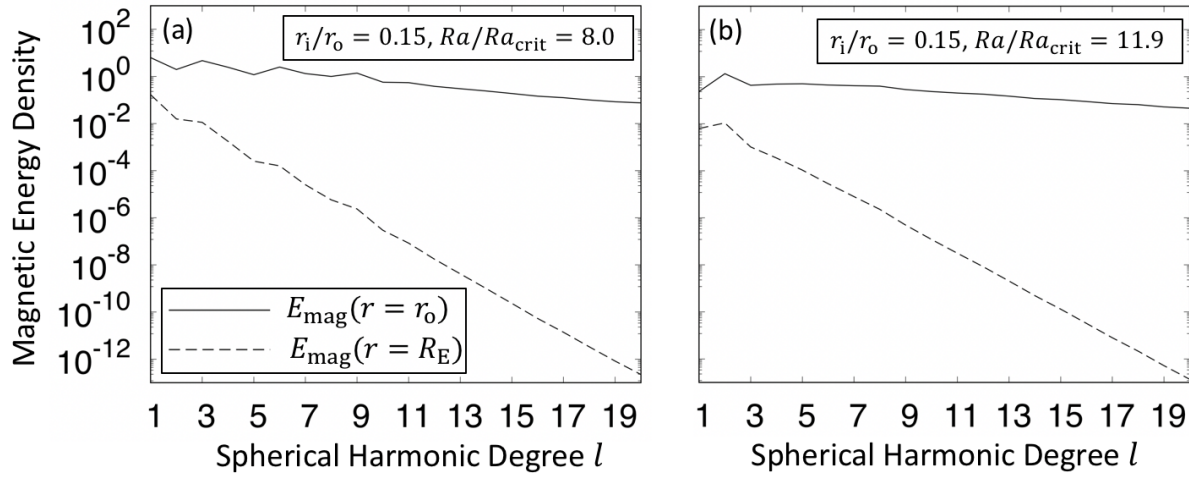 (a)
r_i/r_o = 0.15, Ra/Ra_crit = 8.0
Magnetic Energy Density
10^2
10^0
10^-2
10^-4
10^-6
10^-8
10^-10
10^-12
E_mag(r = r_o)
E_mag(r = R_E)
1 3 5 7 9 11 13 15 17 19
Spherical Harmonic Degree l
(b)
r_i/r_o = 0.15, Ra/Ra_crit = 11.9
1 3 5 7 9 11 13 15 17 19
Spherical Harmonic Degree l